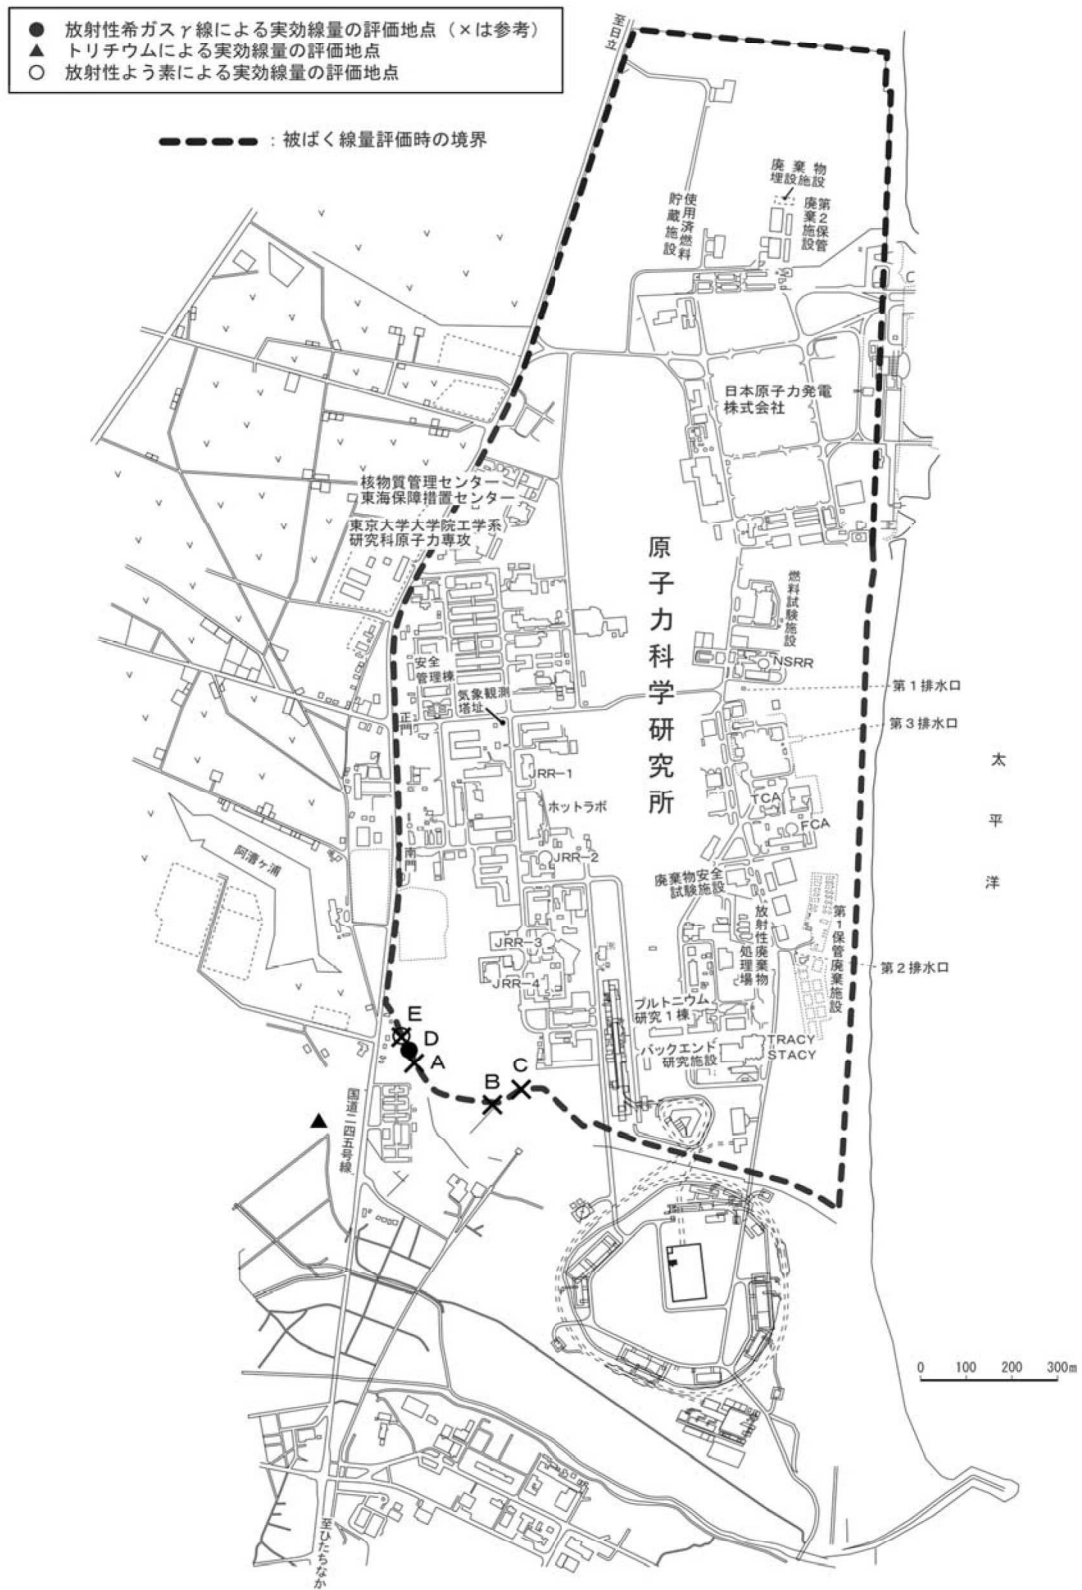 ● 放射性希ガスγ線による実効線量の評価地点（×は参考）
▲ トリチウムによる実効線量の評価地点
○ 放射性よう素による実効線量の評価地点
：被ばく線量評価時の境界
至日立
廃棄物
埋設施設
第2保管
廃棄施設
使用済燃料
貯蔵施設
日本原子力発電
株式会社
核物質管理センター
東海保障措置センター
東京大学大学院工学系
研究科原子力専攻
原子力科学研究所
燃料試験施設
NSRR
安全
管理棟
気象観測
塔址
正門
第1排水口
第3排水口
太平洋
JRR-1
ホットラボ
TCA
FCA
JRR-2
南門
阿漕ヶ浦
廃棄物安全
試験施設
放射性廃棄物
処理場
第1保管廃棄施設
第2排水口
JRR-3
JRR-4
プルトニウム
研究1棟
バックエンド
研究施設
TRACY
STACY
E
D
A
B
C
国道二四五号線
0 100 200 300m
至ひたちなか